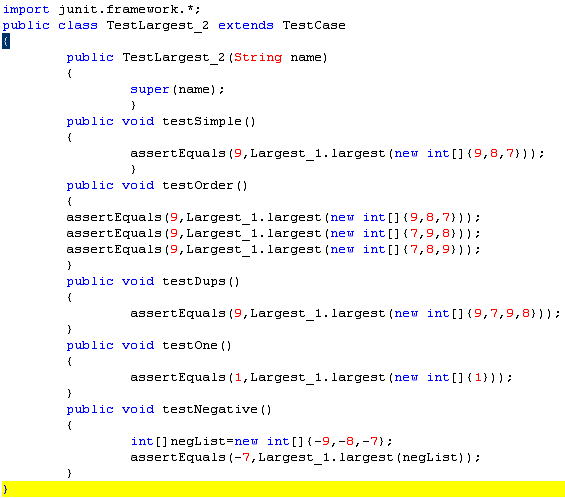 import junit.framework.*;
public class TestLargest_2 extends TestCase
{
public TestLargest_2(String name)
{
super(name);
}
public void testSimple()
{
assertEquals(9,Largest_1.largest(new int[]{9,8,7}));
}
public void testOrder()
{
assertEquals(9,Largest_1.largest(new int[]{9,8,7}));
assertEquals(9,Largest_1.largest(new int[]{7,9,8}));
assertEquals(9,Largest_1.largest(new int[]{7,8,9}));
}
public void testDups()
{
assertEquals(9,Largest_1.largest(new int[]{9,7,9,8}));
}
public void testOne()
{
assertEquals(1,Largest_1.largest(new int[]{1}));
}
public void testNegative()
{
int[]negList=new int[]{-9,-8,-7};
assertEquals(-7,Largest_1.largest(negList));
}
}